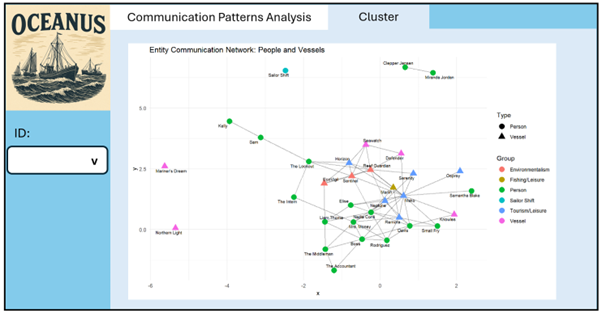 OCEANUS
Communication Patterns Analysis
Cluster
ID:
v
Entity Communication Network: People and Vessels
Clepper Jensen
Miranda Jordan
Sailor Shift
Kelly
Sam
The Lookout
The Intern
Mariner's Dream
Northern Light
Seawatch
Horizon
Reef Guardian
EcoVigil
Sentinel
Serenity
Osprey
Samantha Blake
Elise
Neptune
Mako
Remora
Liam Thorne
Nadia Conti
Mrs. Money
Davis
Small Fry
Knowles
Boss
Rodriguez
The Middleman
The Accountant
5.0
2.5
0.0
y
-6
-4
-2
0
2
x
Type
Person
Vessel
Group
Environmentalism
Fishing/Leisure
Person
Sailor Shift
Tourism/Leisure
Vessel